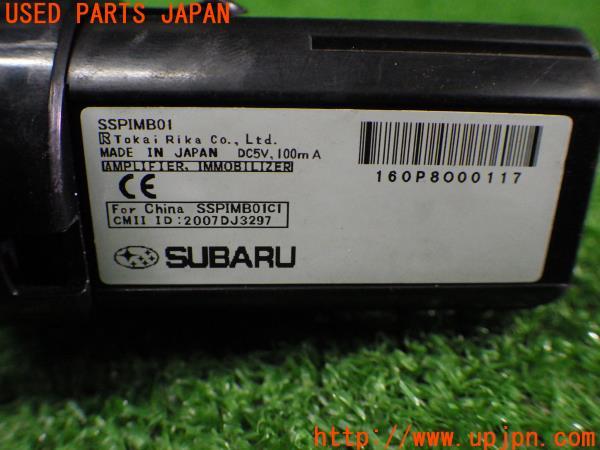 USED PARTS JAPAN
SSPIMB01
R Tokai Rika Co., Ltd.
MADE IN JAPAN DC5V, 100mA
AMPLIFIER, IMMOBILIZER
CE
For China SSPIMB01CI
CMII ID:2007DJ3297
SUBARU
160P8000117
http://www.upjpn.com